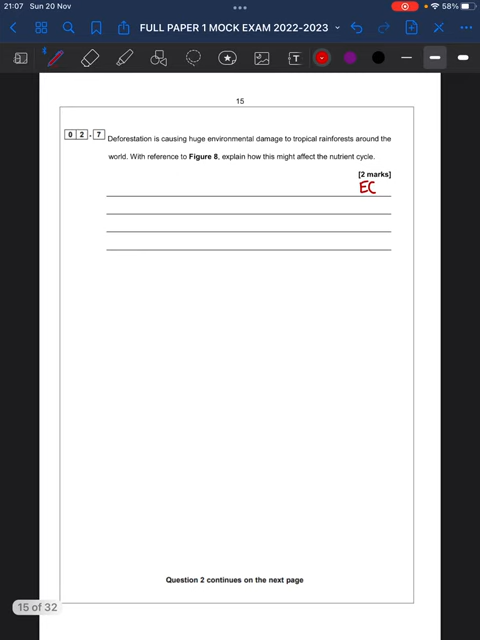 21:07 Sun 20 Nov
58%
FULL PAPER 1 MOCK EXAM 2022-2023
T
15
0 2 . 7 Deforestation is causing huge environmental damage to tropical rainforests around the
world. With reference to Figure 8, explain how this might affect the nutrient cycle.
[2 marks]
EC
Question 2 continues on the next page
15 of 32